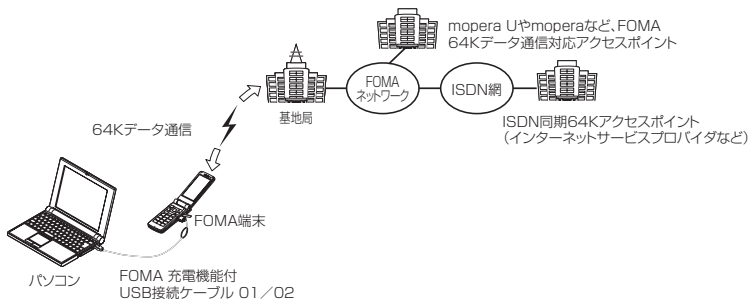 mopera Uやmoperaなど、FOMA
64Kデータ通信対応アクセスポイント
FOMA
ネットワーク
ISDN網
基地局
ISDN同期64Kアクセスポイント
（インターネットサービスプロバイダなど）
64Kデータ通信
FOMA端末
パソコン
FOMA 充電機能付
USB接続ケーブル 01／02